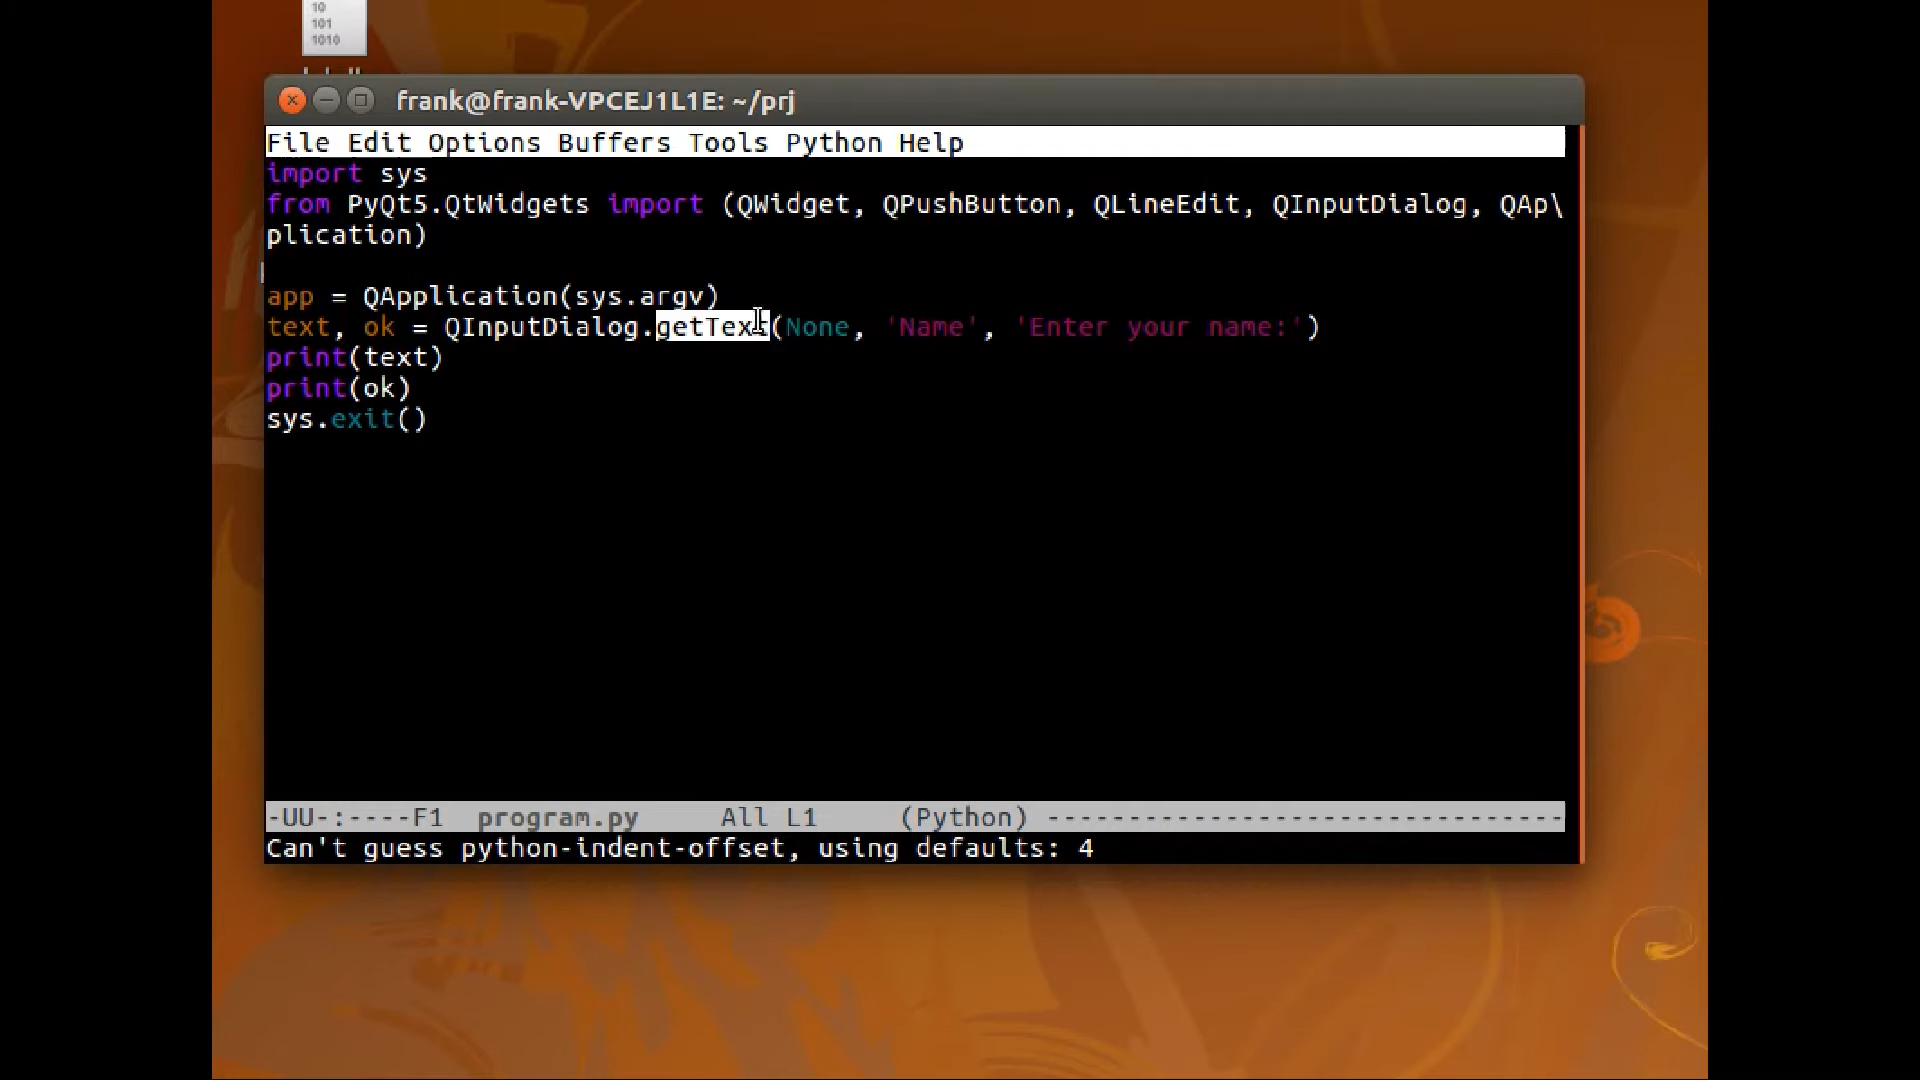 10
101
1010
frank@frank-VPCEJ1L1E: ~/prj
File Edit Options Buffers Tools Python Help
import sys
from PyQt5.QtWidgets import (QWidget, QPushButton, QLineEdit, QInputDialog, QAp\
plication)
app = QApplication(sys.argv)
text, ok = QInputDialog.getText(None, 'Name', 'Enter your name:')
print(text)
print(ok)
sys.exit()
-UU-:----F1  program.py     All L1     (Python) --------------------------------
Can't guess python-indent-offset, using defaults: 4